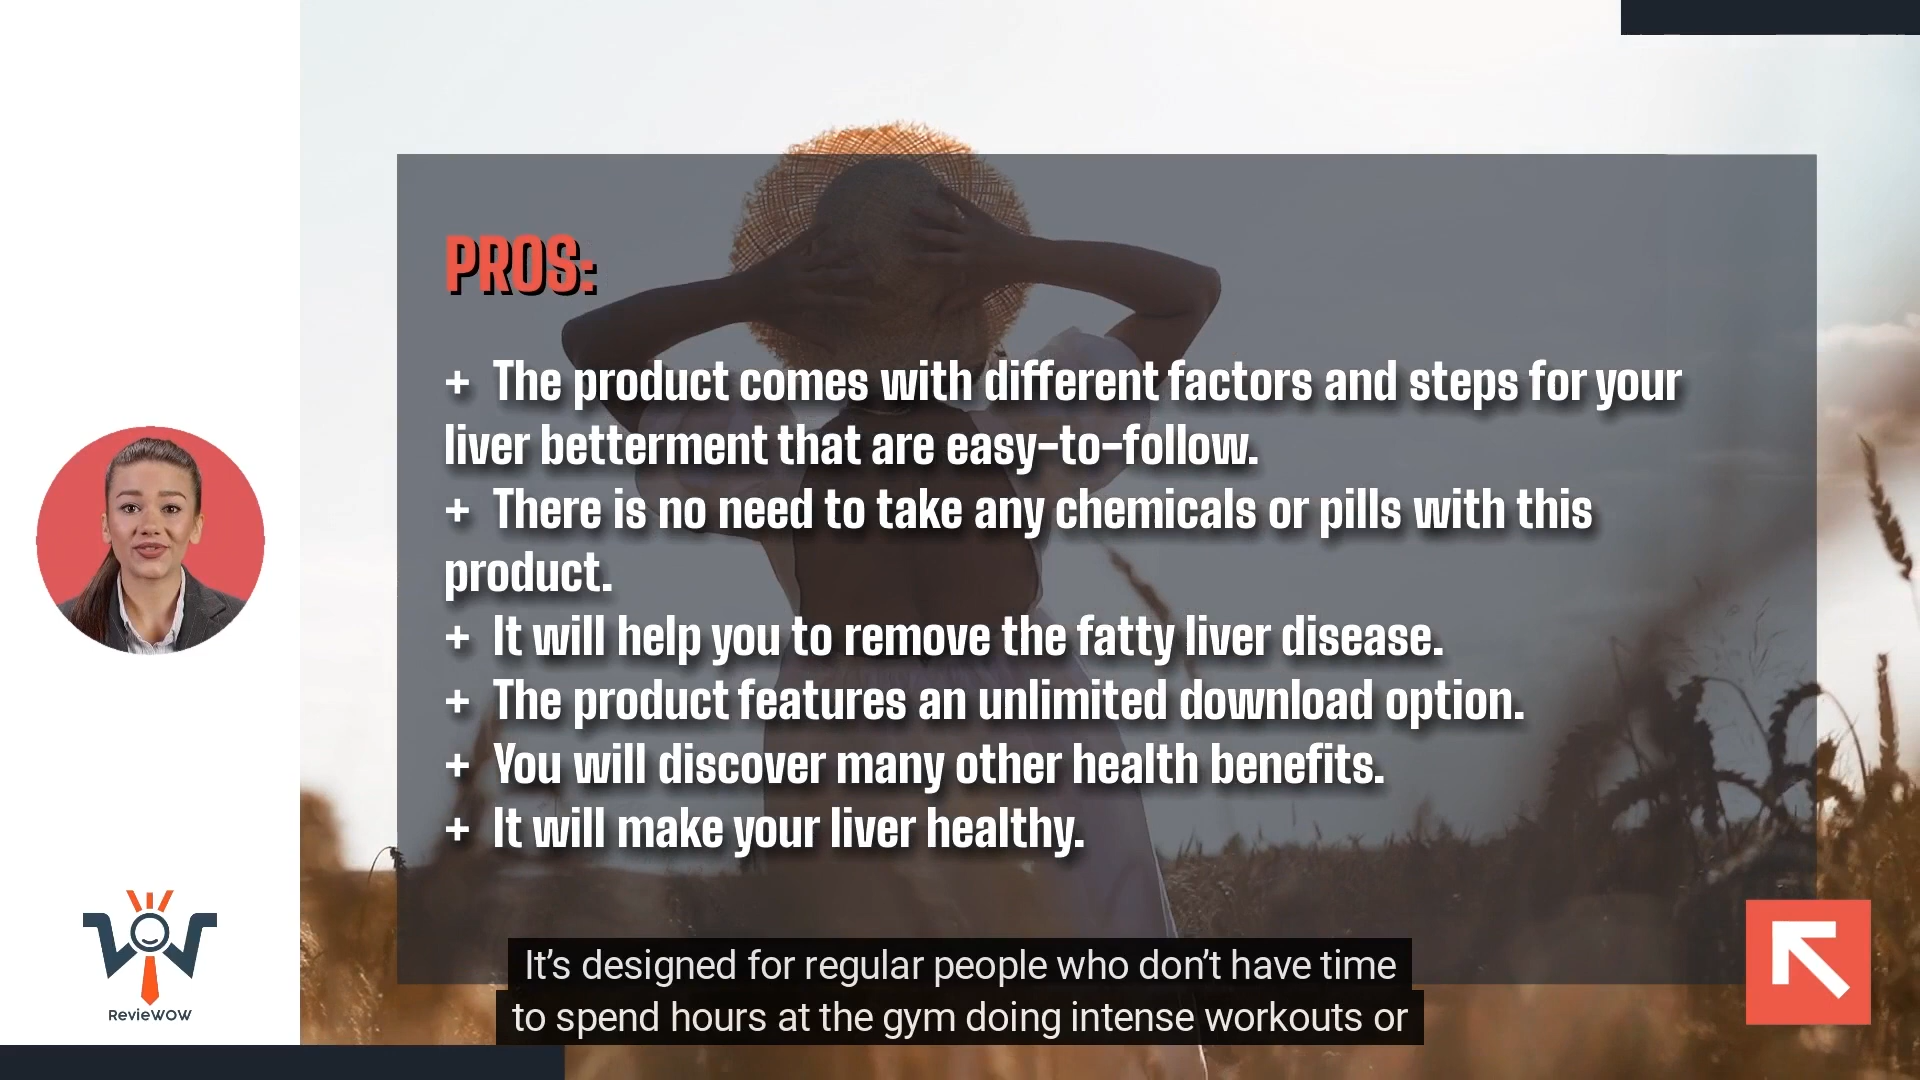 PROS:
+ The product comes with different factors and steps for your
liver betterment that are easy-to-follow.
+ There is no need to take any chemicals or pills with this
product.
+ It will help you to remove the fatty liver disease.
+ The product features an unlimited download option.
+ You will discover many other health benefits.
+ It will make your liver healthy.
RevieWOW
It's designed for regular people who don't have time
to spend hours at the gym doing intense workouts or